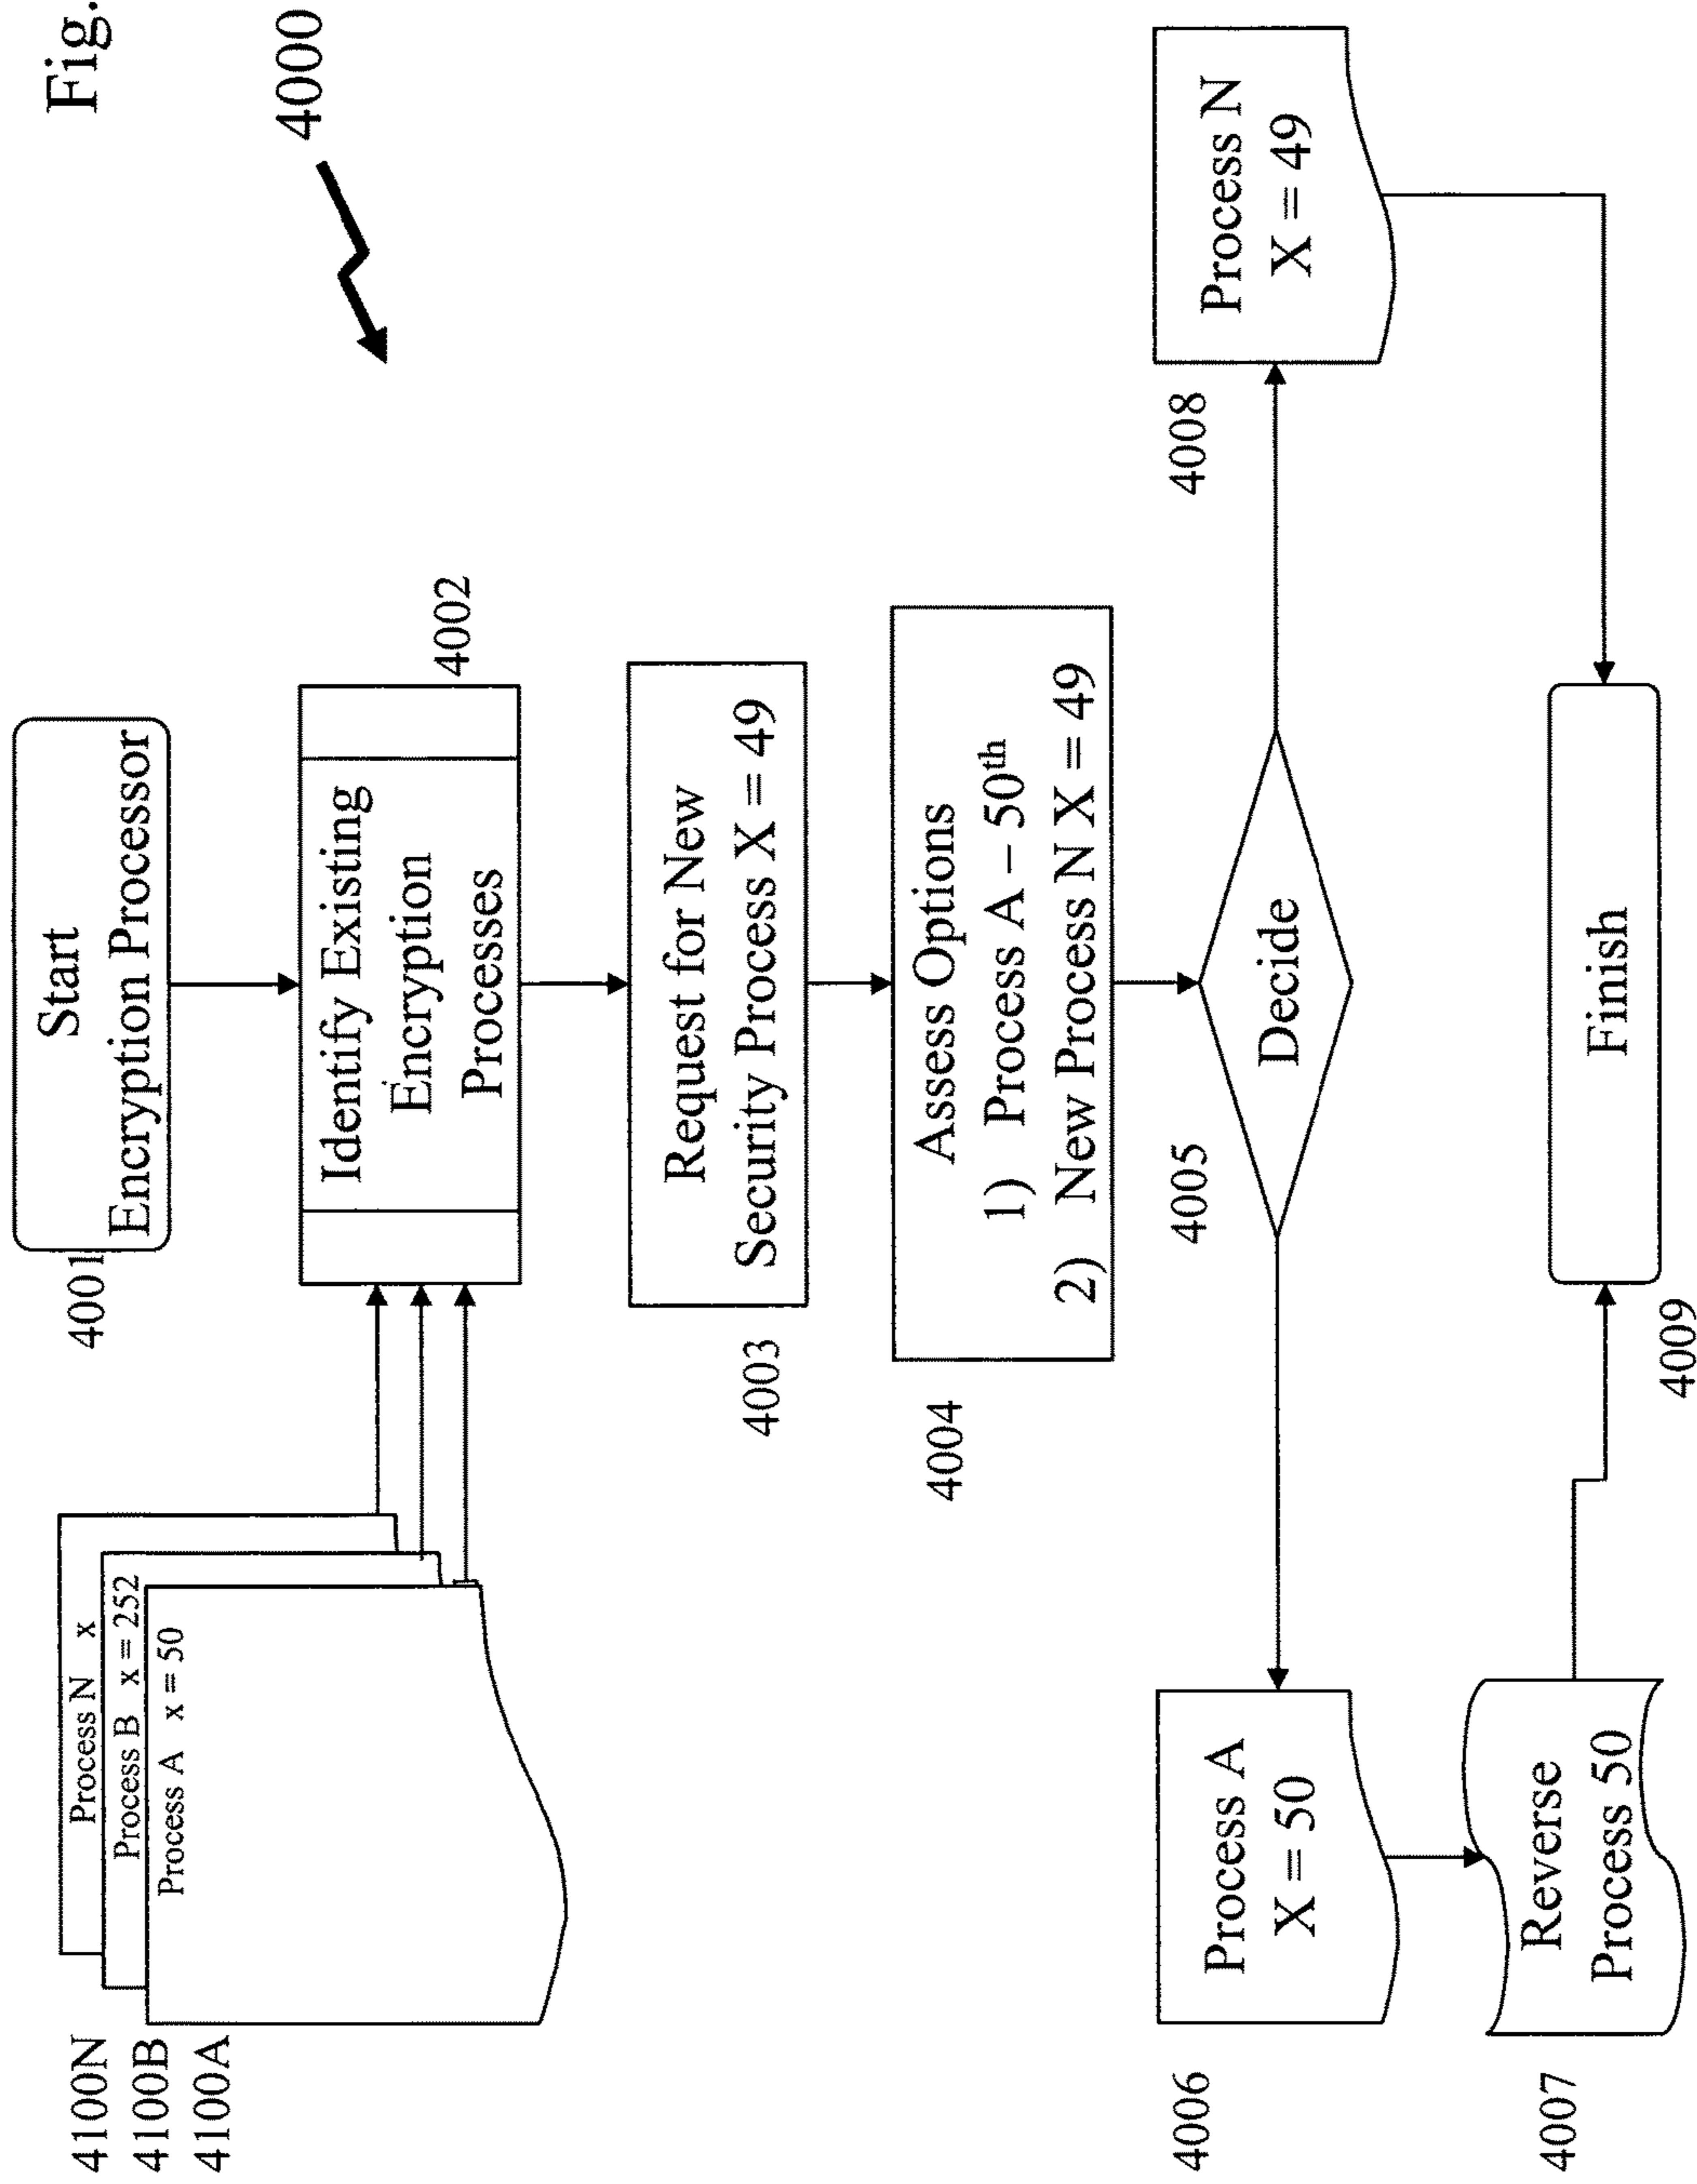 Fig.
4000
4001
Start
Encryption Processor
4100N
4100B
4100A
Process N x
Process B x = 252
Process A x = 50
Identify Existing
Encryption
Processes
4002
4003
Request for New
Security Process X = 49
4004
Assess Options
1) Process A – 50th
2) New Process N X = 49
4005
Decide
4006
Process A
X = 50
4008
Process N
X = 49
4007
Reverse
Process 50
Finish
4009